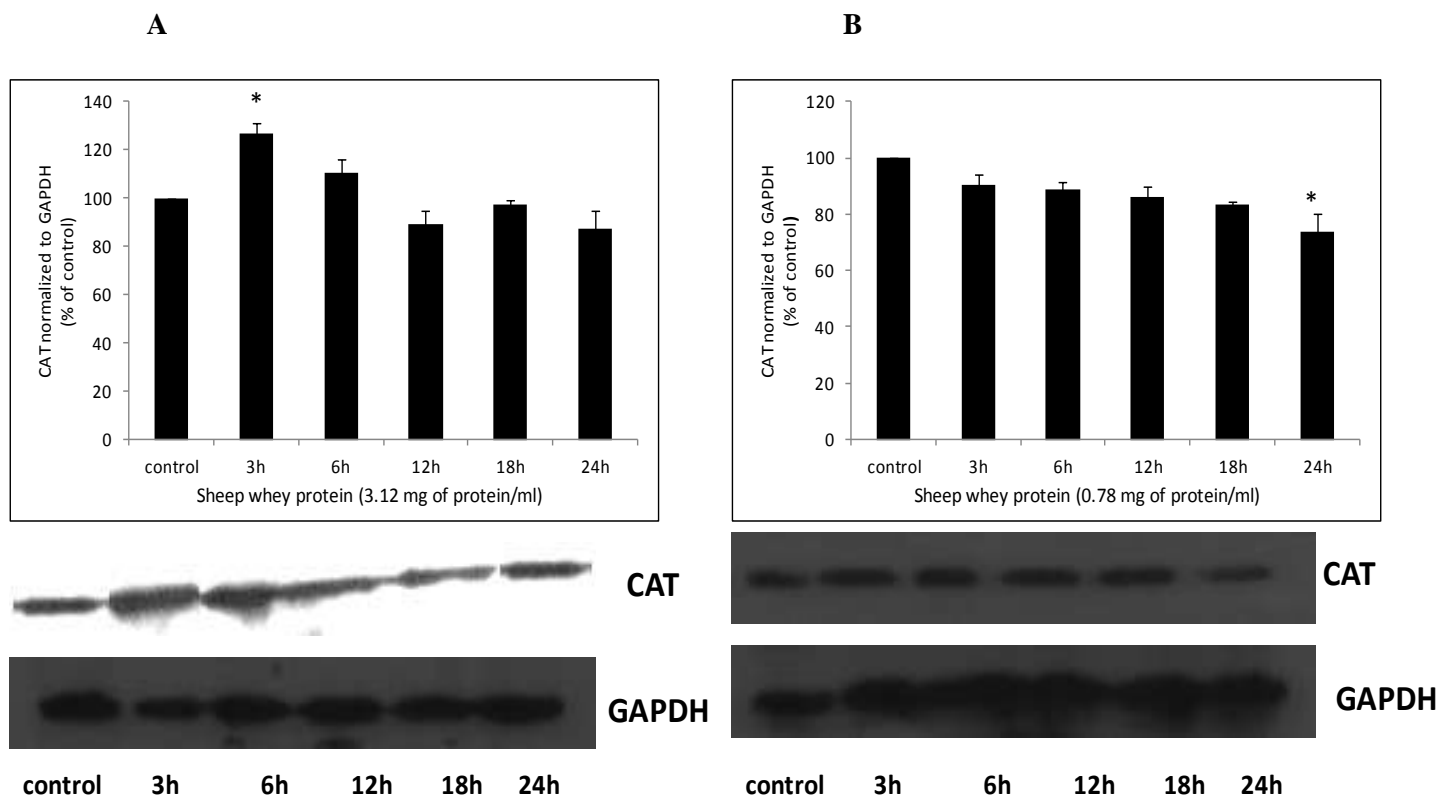 A
140
120
100
80
60
40
20
0
*
CAT normalized to GAPDH
(% of control)
control 3h 6h 12h 18h 24h
Sheep whey protein (3.12 mg of protein/ml)
CAT
GAPDH
control 3h 6h 12h 18h 24h
B
120
100
80
60
40
20
0
*
CAT normalized to GAPDH
(% of control)
control 3h 6h 12h 18h 24h
Sheep whey protein (0.78 mg of protein/ml)
CAT
GAPDH
control 3h 6h 12h 18h 24h